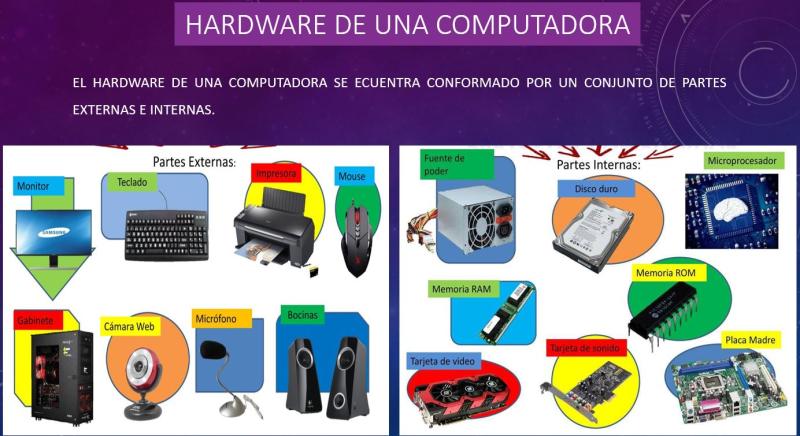 HARDWARE DE UNA COMPUTADORA
EL HARDWARE DE UNA COMPUTADORA SE ECUENTRA CONFORMADO POR UN CONJUNTO DE PARTES
EXTERNAS E INTERNAS.
Partes Externas:
Monitor
Teclado
Impresora
Mouse
SAMSUNG
Gabinete
Cámara Web
Micrófono
Bocinas
Partes Internas:
Fuente de
poder
Disco duro
Microprocesador
Memoria RAM
Memoria ROM
Tarjeta de video
Tarjeta de sonido
Placa Madre